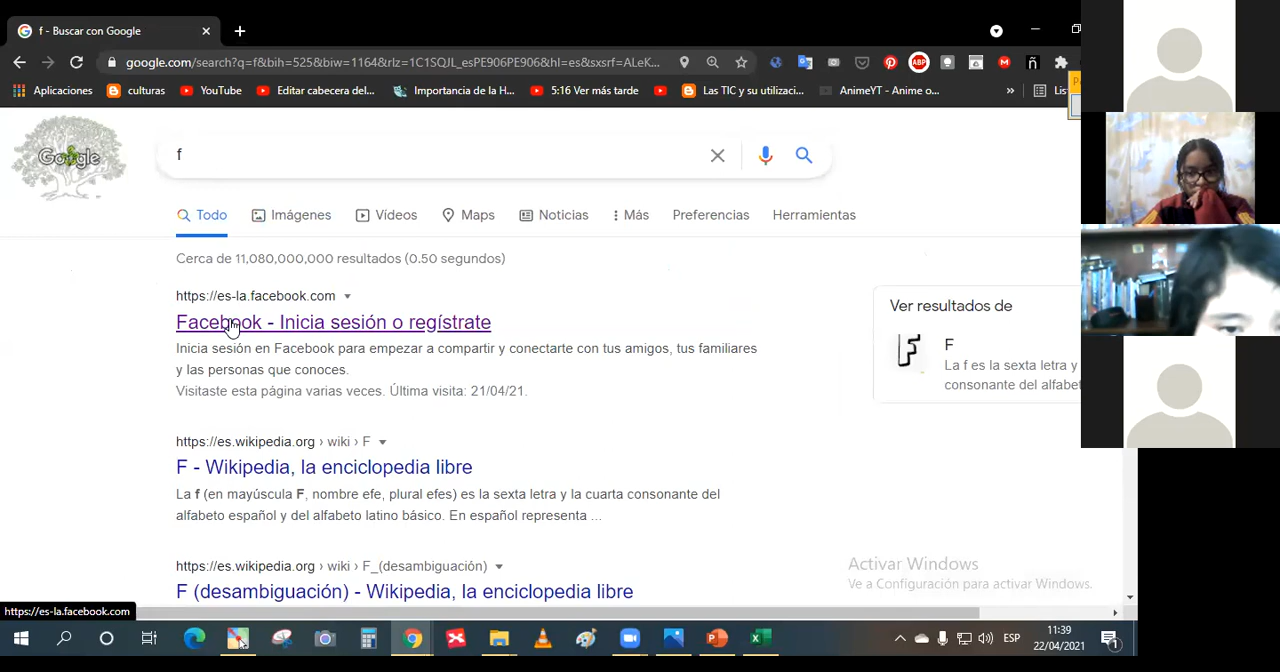 f - Buscar con Google
google.com/search?q=f&bih=525&biw=1164&rlz=1C1SQJL_esPE906PE906&hl=es&sxsrf=ALeK...
Aplicaciones culturas YouTube Editar cabecera del... Importancia de la H... 5:16 Ver más tarde Las TIC y su utilizaci... AnimeYT - Anime o... » Lis
Google
f
Todo Imágenes Vídeos Maps Noticias Más Preferencias Herramientas
Cerca de 11,080,000,000 resultados (0.50 segundos)
https://es-la.facebook.com
Facebook - Inicia sesión o regístrate
Inicia sesión en Facebook para empezar a compartir y conectarte con tus amigos, tus familiares
y las personas que conoces.
Visitaste esta página varias veces. Última visita: 21/04/21.
https://es.wikipedia.org › wiki › F
F - Wikipedia, la enciclopedia libre
La f (en mayúscula F, nombre efe, plural efes) es la sexta letra y la cuarta consonante del
alfabeto español y del alfabeto latino básico. En español representa ...
https://es.wikipedia.org › wiki › F_(desambiguación)
F (desambiguación) - Wikipedia, la enciclopedia libre
Ver resultados de
F
La f es la sexta letra y
consonante del alfabe
Activar Windows
Ve a Configuración para activar Windows.
https://es-la.facebook.com
ESP
11:39
22/04/2021
1